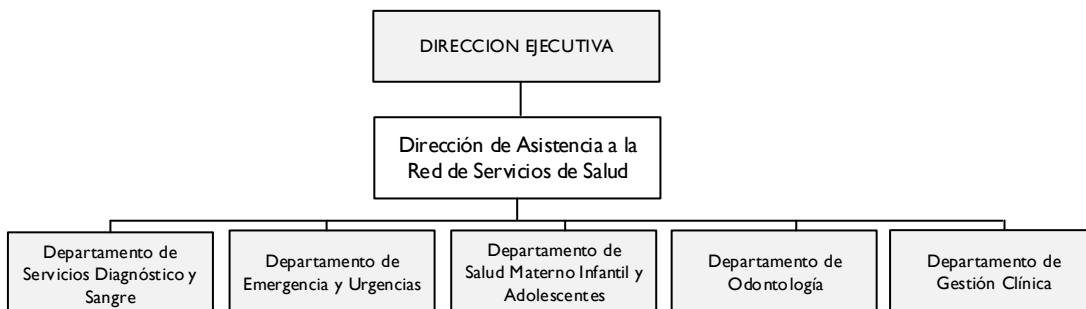 DIRECCION EJECUTIVA
Dirección de Asistencia a la
Red de Servicios de Salud
Departamento de
Servicios Diagnóstico y
Sangre
Departamento de
Emergencia y Urgencias
Departamento de
Salud Materno Infantil y
Adolescentes
Departamento de
Odontología
Departamento de
Gestión Clínica